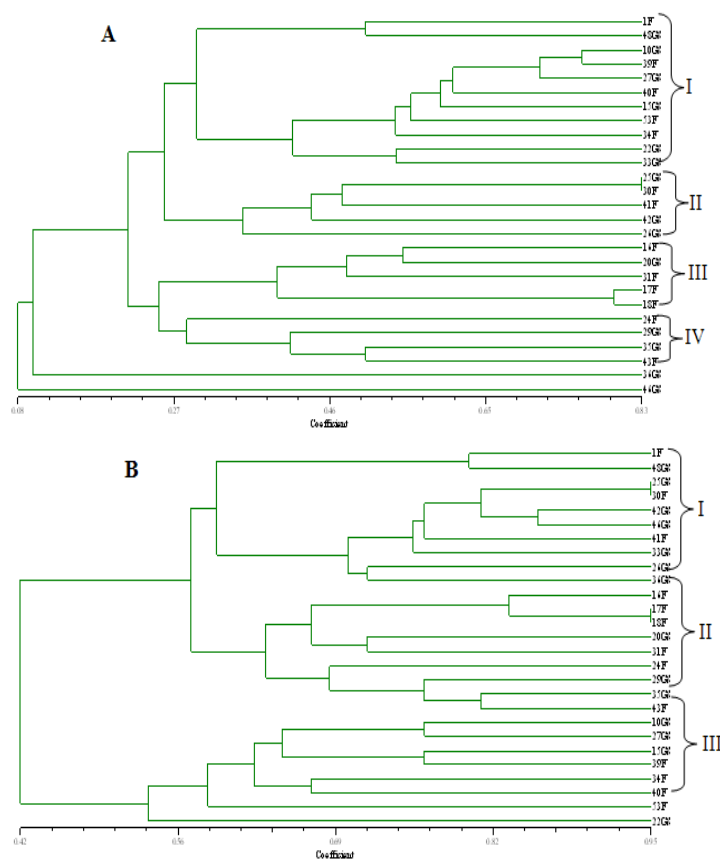 A
1F
48G#
10G#
39F
27G#
40F
15G#
53F
34F
22G#
33G#
I
25G#
30F
41F
42G#
26G#
II
14F
20G#
31F
17F
18F
III
24F
29G#
35G#
43F
IV
36G#
44G#
0.08 0.27 0.46 0.65 0.83
Coefficient
B
1F
48G#
25G#
30F
42G#
44G#
41F
33G#
26G#
I
36G#
14F
17F
18F
20G#
31F
24F
29G#
II
35G#
43F
10G#
27G#
15G#
39F
34F
40F
III
53F
22G#
0.42 0.56 0.69 0.82 0.95
Coefficient